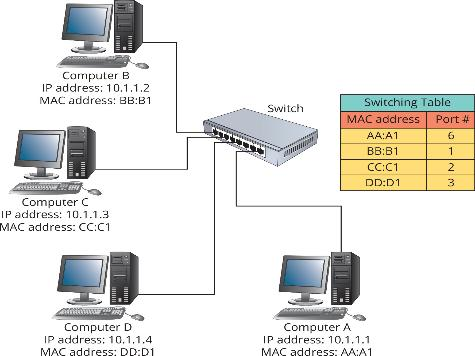 Computer B
IP address: 10.1.1.2
MAC address: BB:B1
Switch
Switching Table
MAC address Port #
AA:A1 6
BB:B1 1
CC:C1 2
DD:D1 3
Computer C
IP address: 10.1.1.3
MAC address: CC:C1
Computer D
IP address: 10.1.1.4
MAC address: DD:D1
Computer A
IP address: 10.1.1.1
MAC address: AA:A1